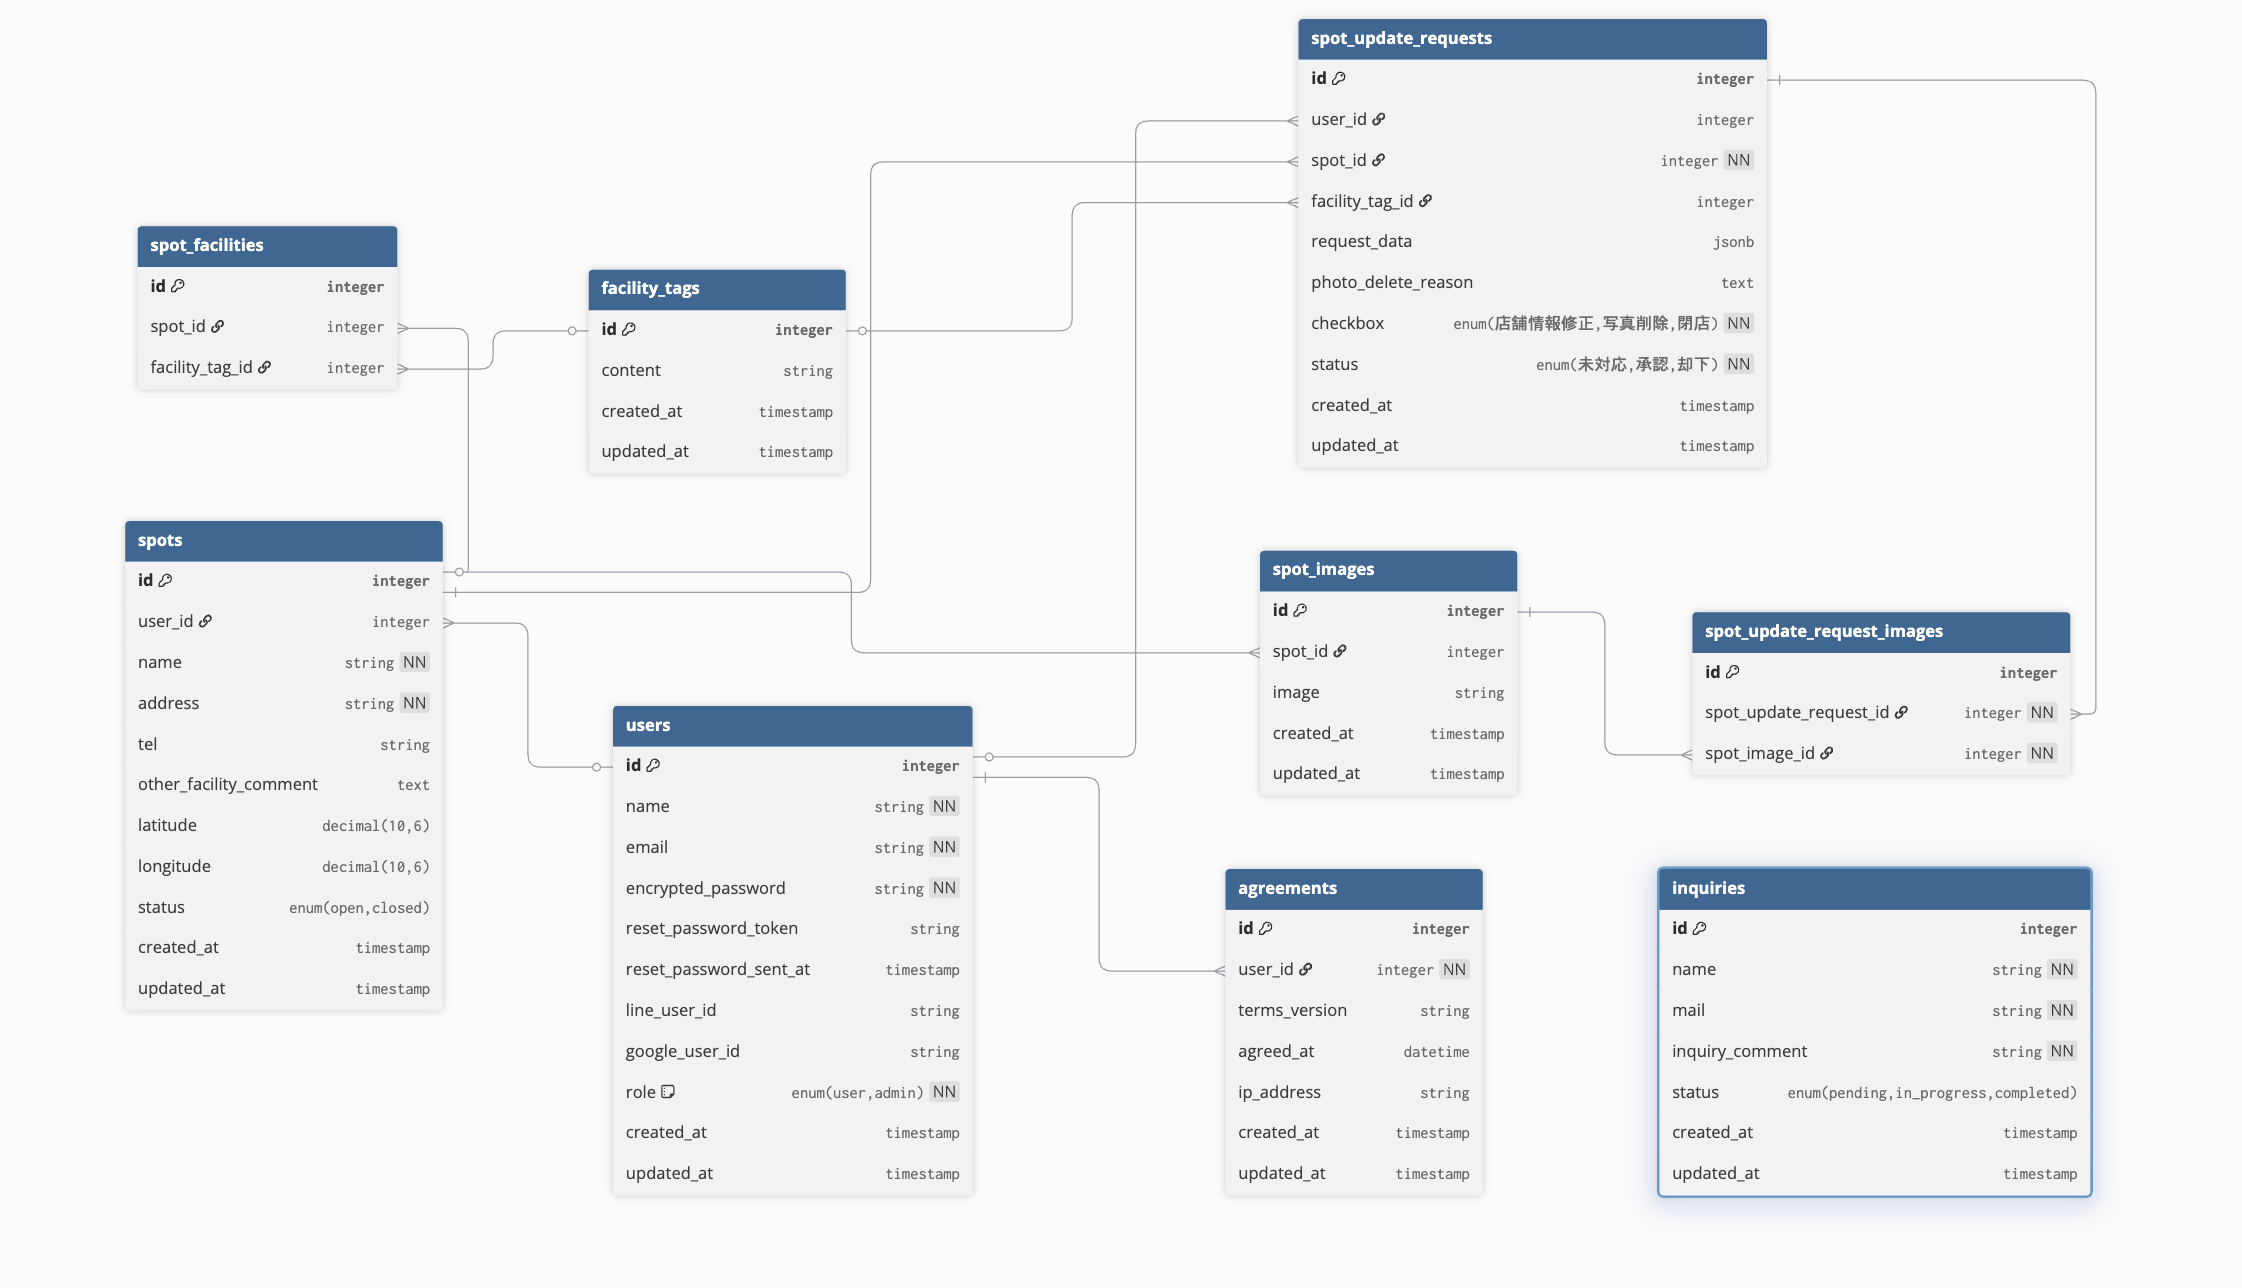 spot_update_requests
id integer
user_id integer
spot_id integer NN
facility_tag_id integer
request_data jsonb
photo_delete_reason text
checkbox enum(店舗情報修正,写真削除,閉店) NN
status enum(未対応,承認,却下) NN
created_at timestamp
updated_at timestamp
spot_facilities
id integer
spot_id integer
facility_tag_id integer
facility_tags
id integer
content string
created_at timestamp
updated_at timestamp
spots
id integer
user_id integer
name string NN
address string NN
tel string
other_facility_comment text
latitude decimal(10,6)
longitude decimal(10,6)
status enum(open,closed)
created_at timestamp
updated_at timestamp
users
id integer
name string NN
email string NN
encrypted_password string NN
reset_password_token string
reset_password_sent_at timestamp
line_user_id string
google_user_id string
role enum(user,admin) NN
created_at timestamp
updated_at timestamp
spot_images
id integer
spot_id integer
image string
created_at timestamp
updated_at timestamp
spot_update_request_images
id integer
spot_update_request_id integer NN
spot_image_id integer NN
agreements
id integer
user_id integer NN
terms_version string
agreed_at datetime
ip_address string
created_at timestamp
updated_at timestamp
inquiries
id integer
name string NN
mail string NN
inquiry_comment string NN
status enum(pending,in_progress,completed)
created_at timestamp
updated_at timestamp